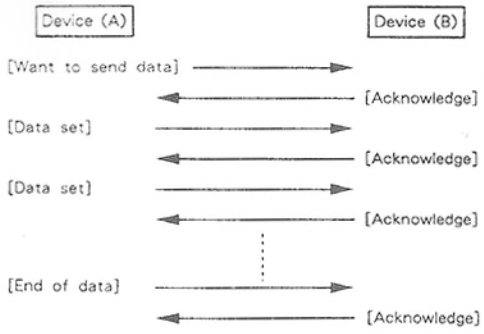 Device (A) Device (B)
[Want to send data]
[Acknowledge]
[Data set]
[Acknowledge]
[Data set]
[Acknowledge]
[End of data]
[Acknowledge]